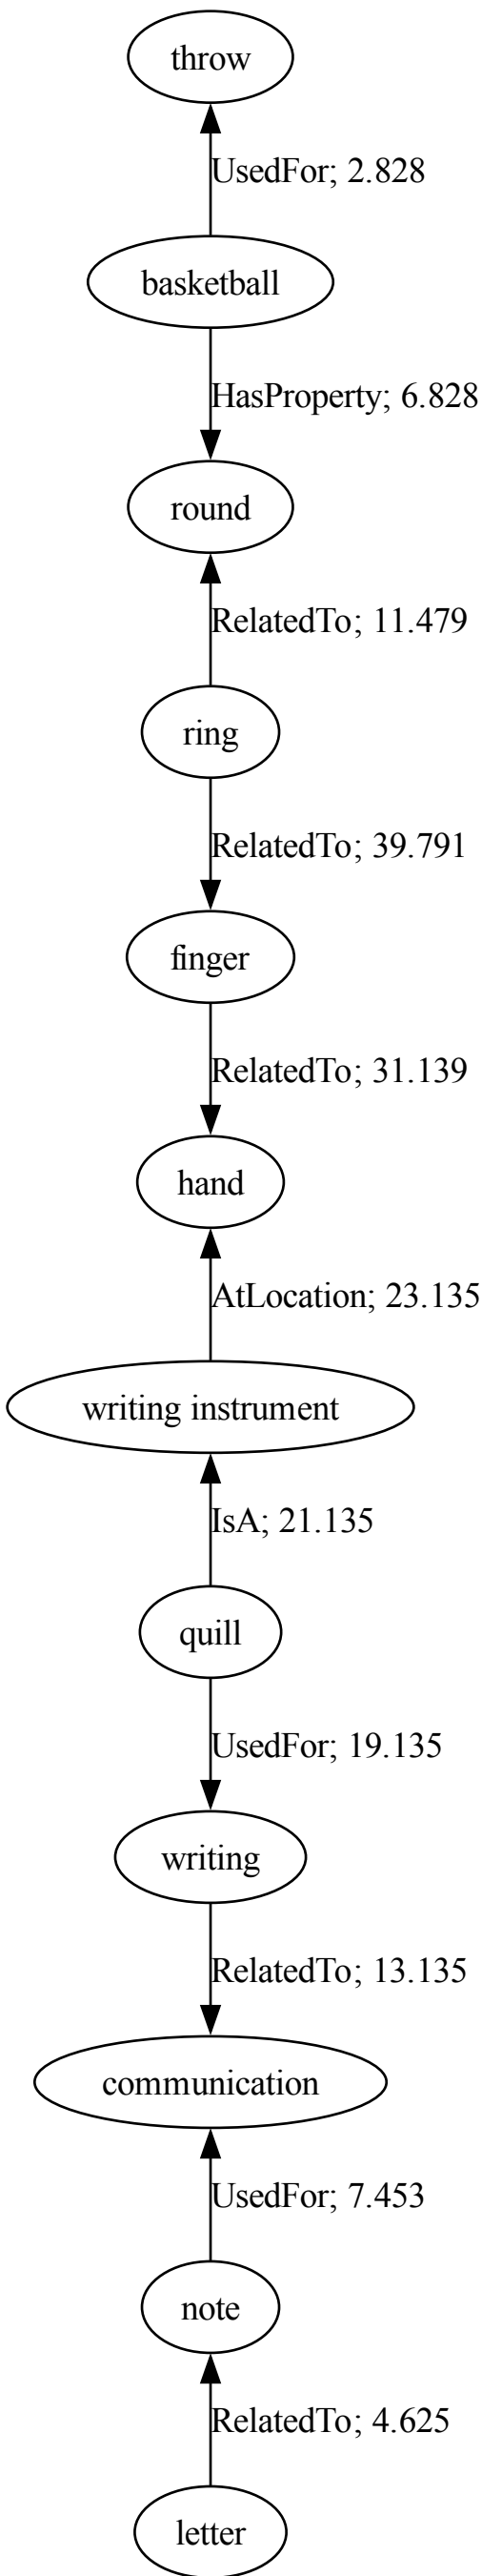 throw
UsedFor; 2.828
basketball
HasProperty; 6.828
round
RelatedTo; 11.479
ring
RelatedTo; 39.791
finger
RelatedTo; 31.139
hand
AtLocation; 23.135
writing instrument
IsA; 21.135
quill
UsedFor; 19.135
writing
RelatedTo; 13.135
communication
UsedFor; 7.453
note
RelatedTo; 4.625
letter